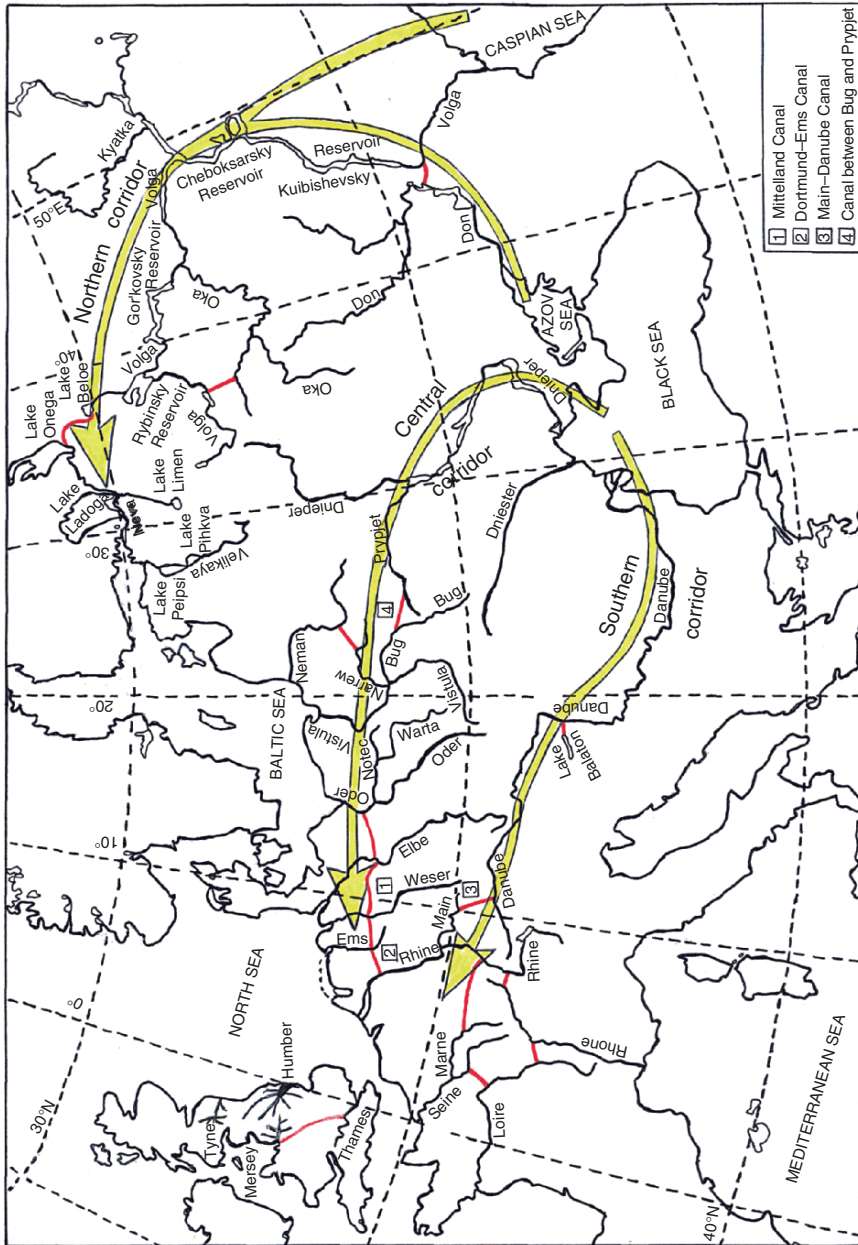 30°N
0°
10°
20°
30°
40°
50°E
40°N
Northern
corridor
Central
corridor
Southern
corridor
CASPIAN SEA
AZOV
SEA
BLACK SEA
BALTIC SEA
NORTH SEA
MEDITERRANEAN SEA
Kyatka
Volga
Cheboksarsky
Reservoir
Kuibishevsky
Reservoir
Volga
Gorkovsky
Reservoir
Volga
Rybinsky
Reservoir
Volga
Oka
Oka
Don
Don
Lake
Onega
Lake
Beloe
Lake
Ladoga
Neva
Lake
Limen
Lake
Pihkva
Velikaya
Lake
Peipsi
Dnieper
Dnieper
Prypjet
Dniester
Bug
Bug
Neman
Narrew
Vistula
Vistula
Notec
Warta
Oder
Oder
Elbe
Weser
Ems
Rhine
Main
Rhine
Danube
Danube
Danube
Lake
Balaton
Marne
Seine
Loire
Rhone
Tyne
Humber
Mersey
Thames
1
2
3
4
1 Mittelland Canal
2 Dortmund–Ems Canal
3 Main–Danube Canal
4 Canal between Bug and Prypjet